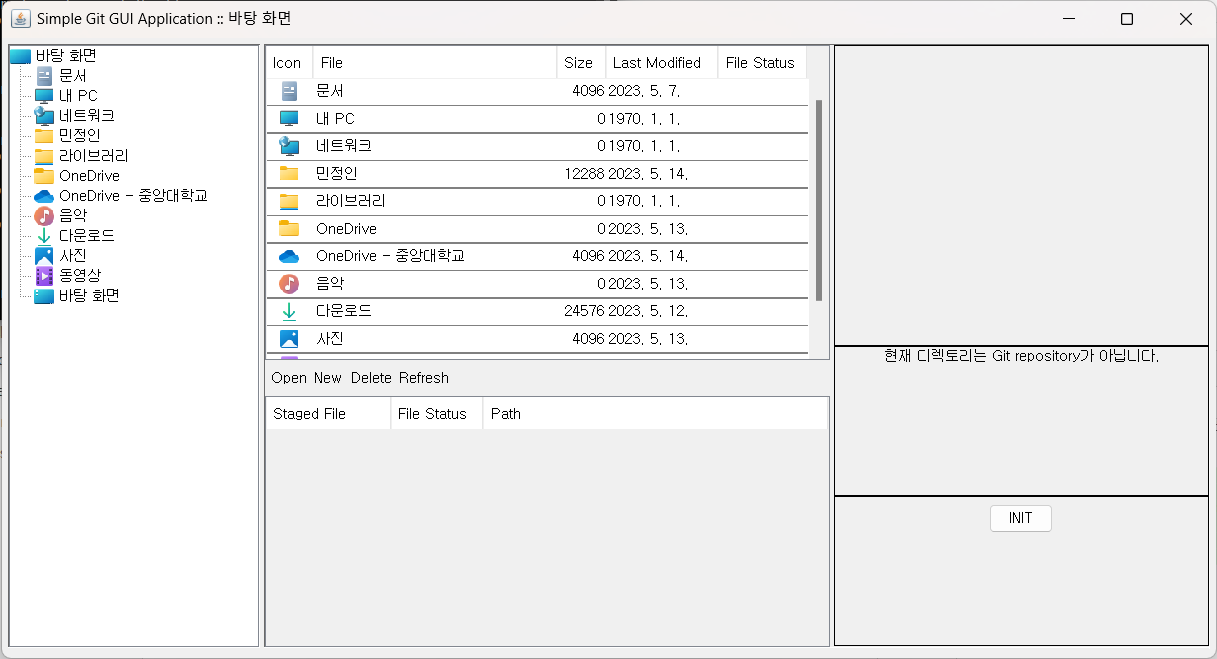 Simple Git GUI Application :: 바탕 화면
바탕 화면
문서
내 PC
네트워크
민정인
라이브러리
OneDrive
OneDrive - 중앙대학교
음악
다운로드
사진
동영상
바탕 화면
Icon File Size Last Modified File Status
문서 4096 2023. 5. 7.
내 PC 0 1970. 1. 1.
네트워크 0 1970. 1. 1.
민정인 12288 2023. 5. 14.
라이브러리 0 1970. 1. 1.
OneDrive 0 2023. 5. 13.
OneDrive - 중앙대학교 4096 2023. 5. 14.
음악 0 2023. 5. 13.
다운로드 24576 2023. 5. 12.
사진 4096 2023. 5. 13.
Open New Delete Refresh
Staged File File Status Path
현재 디렉토리는 Git repository가 아닙니다.
INIT